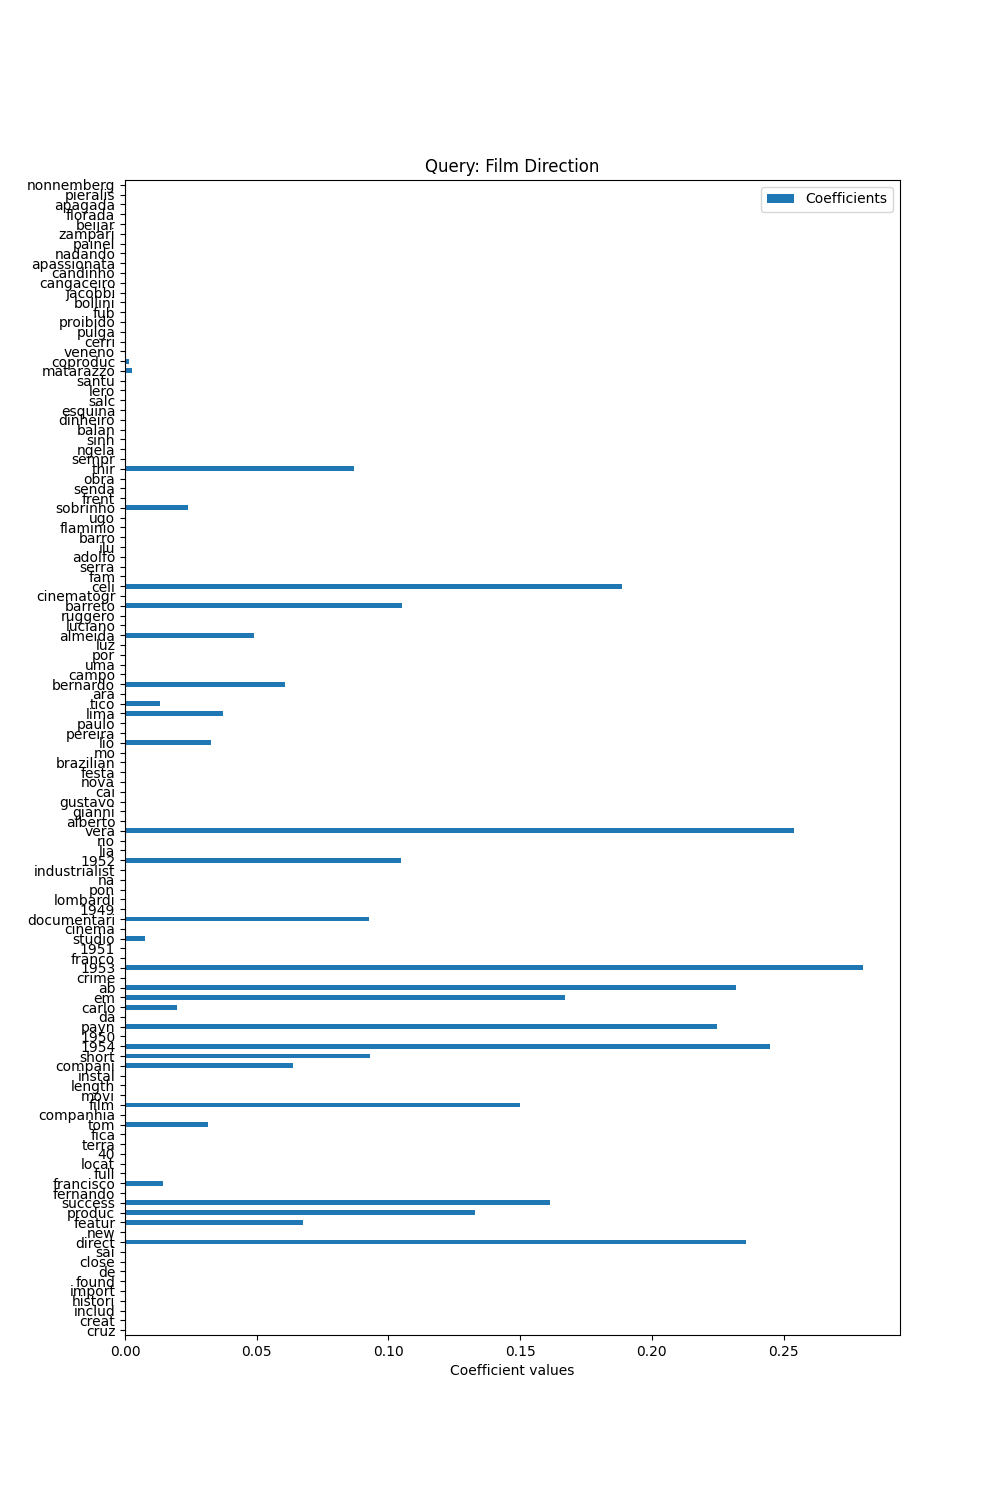 Query: Film Direction
Coefficients
nonnemberg
pieralis
apagada
florada
beijar
zampari
painel
nadando
apassionata
candinho
cangaceiro
jacobbi
bollini
fub
proibido
pulga
cerri
veneno
coproduc
matarazzo
santu
lero
salc
esquina
dinheiro
balan
sinh
ngela
sempr
thir
obra
senda
frent
sobrinho
ugo
flaminio
barro
ilu
adolfo
serra
fam
celi
cinematogr
barreto
ruggero
luciano
almeida
luz
por
uma
campo
bernardo
ara
tico
lima
paulo
pereira
lio
mo
brazilian
festa
nova
cai
gustavo
gianni
alberto
vera
rio
lia
1952
industrialist
na
pon
lombardi
1949
documentari
cinema
studio
1951
franco
1953
crime
ab
em
carlo
da
payn
1950
1954
short
compani
instal
length
movi
film
companhia
tom
fica
terra
40
locat
full
francisco
fernando
success
produc
featur
new
direct
sai
close
de
found
import
histori
includ
creat
cruz
0.00 0.05 0.10 0.15 0.20 0.25
Coefficient values